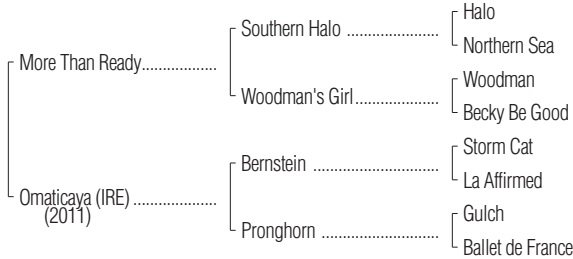 Halo
Southern Halo ....................
Northern Sea
More Than Ready................
Woodman
Woodman's Girl..................
Becky Be Good
Storm Cat
Bernstein ...........................
La Affirmed
Omaticaya (IRE) ..................
(2011)
Gulch
Pronghorn .........................
Ballet de France